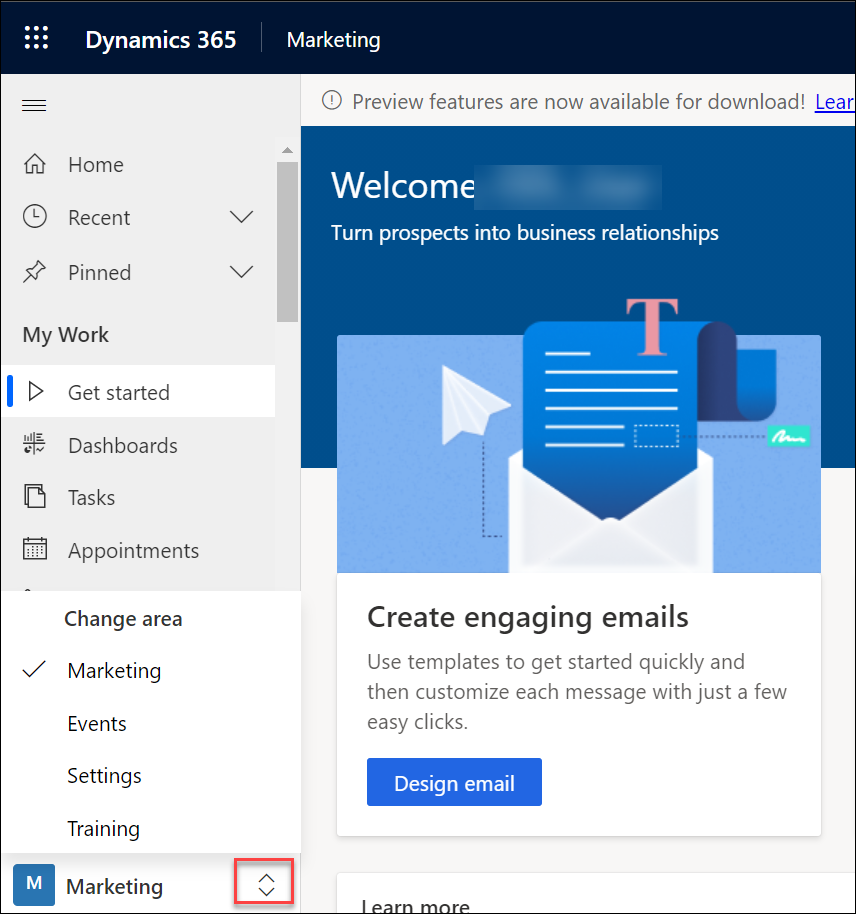 Dynamics 365 Marketing
Preview features are now available for download! Lear
Home
Recent
Pinned
My Work
Get started
Dashboards
Tasks
Appointments
Change area
Marketing
Events
Settings
Training
M Marketing
Welcome
Turn prospects into business relationships
T
Create engaging emails
Use templates to get started quickly and
then customize each message with just a few
easy clicks.
Design email
Learn more